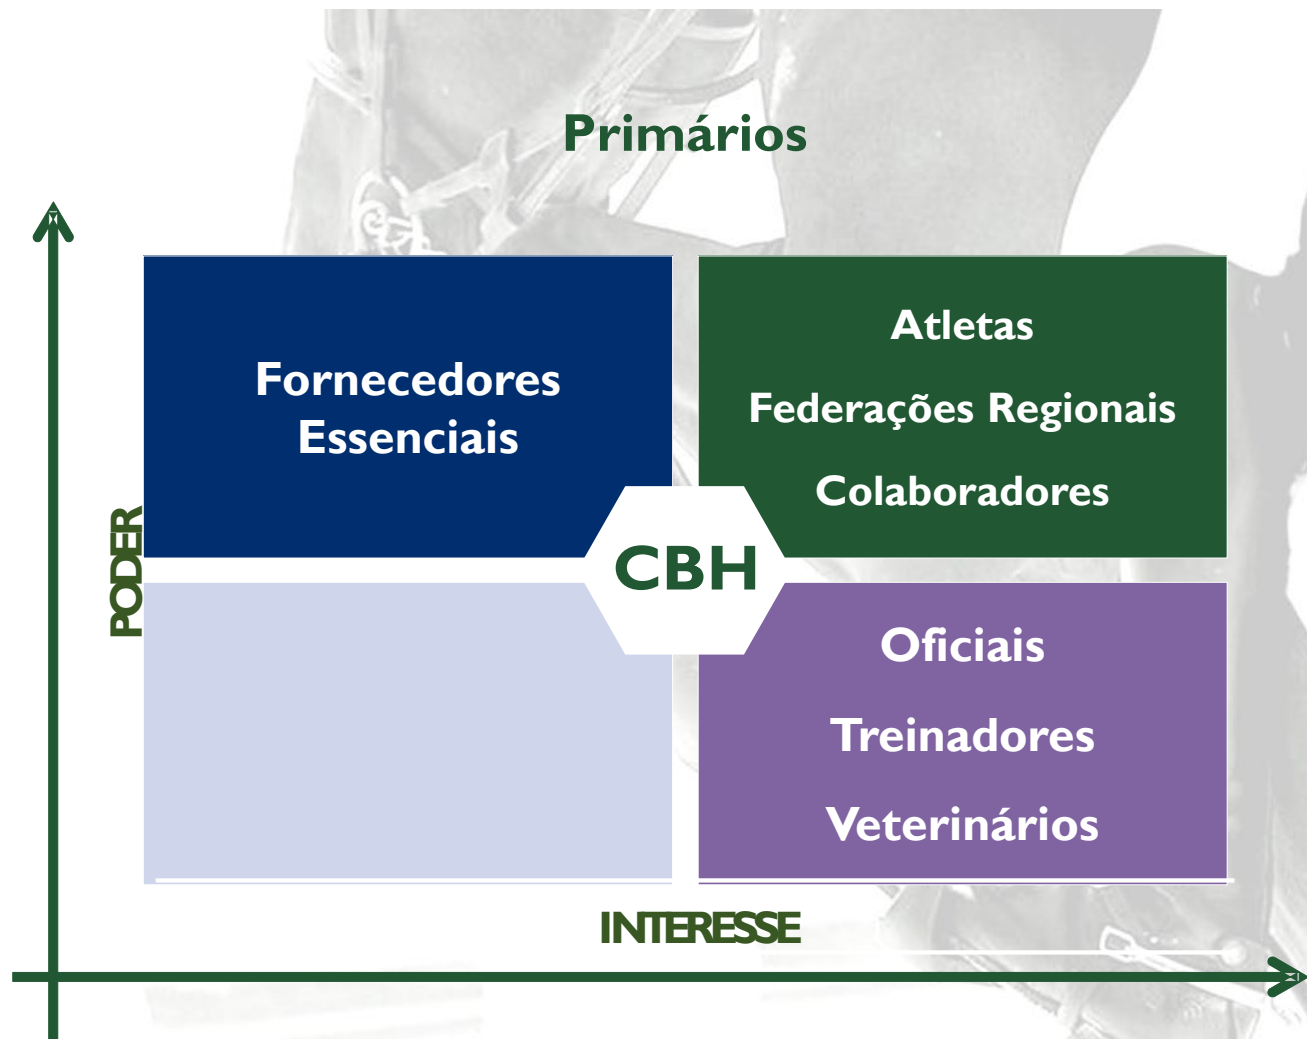 Primários
Fornecedores
Essenciais
Atletas
Federações Regionais
Colaboradores
PODER
CBH
Oficiais
Treinadores
Veterinários
INTERESSE